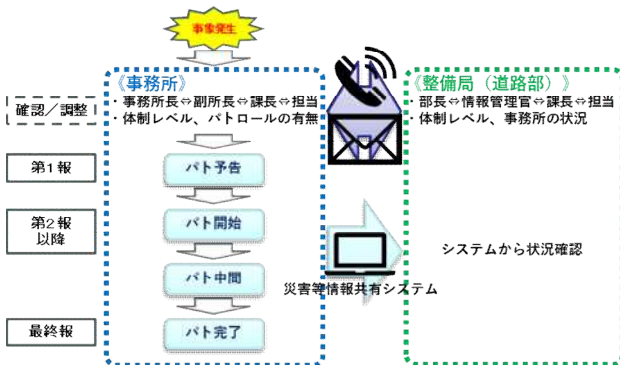 事象発生
《事務所》
・事務所長⇔副所長⇔課長⇔担当
・体制レベル、パトロールの有無
《整備局（道路部）》
・部長⇔情報管理官⇔課長⇔担当
・体制レベル、事務所の状況
確認／調整
第1報
パト予告
第2報
以降
パト開始
パト中間
災害等情報共有システム
システムから状況確認
最終報
パト完了